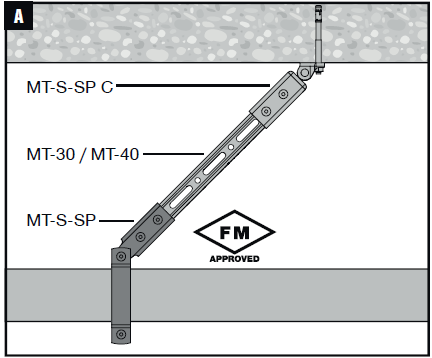 A
MT-S-SP C
MT-30 / MT-40
MT-S-SP
FM
APPROVED